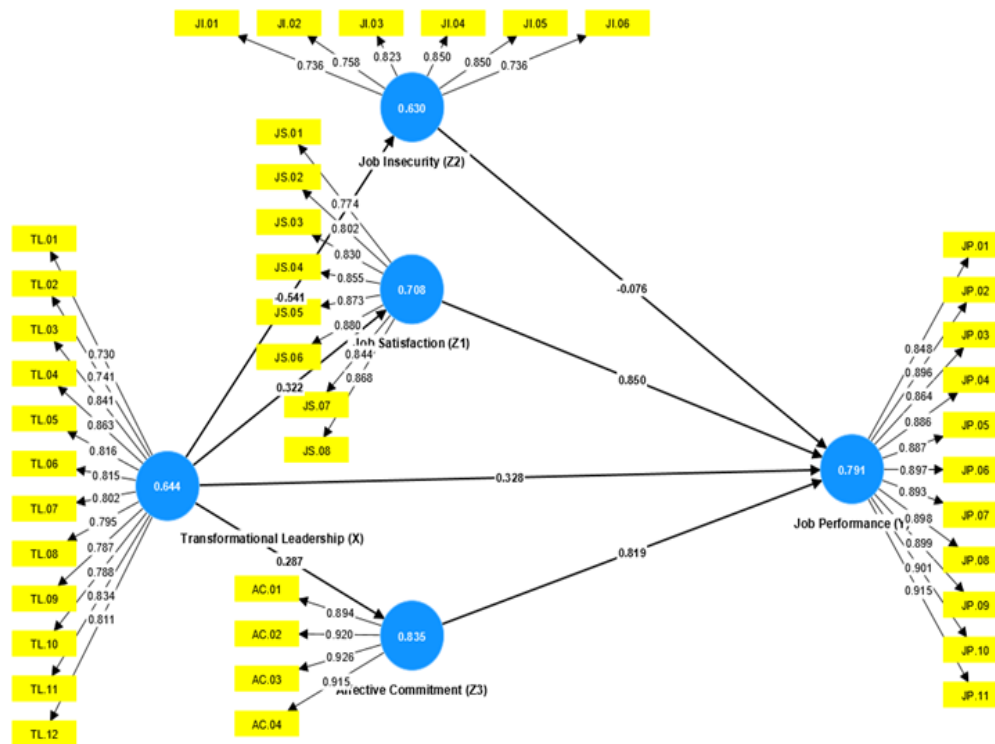 JI.01
JI.02
JI.03
JI.04
JI.05
JI.06
0.736
0.758
0.823
0.850
0.850
0.736
0.630
Job Insecurity (Z2)
JS.01
JS.02
JS.03
JS.04
JS.05
JS.06
JS.07
JS.08
0.774
0.802
0.830
0.855
0.873
0.880
0.844
0.868
0.708
Job Satisfaction (Z1)
-0.541
0.322
0.328
0.287
-0.076
0.850
0.819
TL.01
TL.02
TL.03
TL.04
TL.05
TL.06
TL.07
TL.08
TL.09
TL.10
TL.11
TL.12
0.730
0.741
0.841
0.863
0.816
0.815
0.802
0.795
0.787
0.788
0.834
0.811
0.644
Transformational Leadership (X)
AC.01
AC.02
AC.03
AC.04
0.894
0.920
0.926
0.915
0.835
Affective Commitment (Z3)
JP.01
JP.02
JP.03
JP.04
JP.05
JP.06
JP.07
JP.08
JP.09
JP.10
JP.11
0.848
0.896
0.864
0.886
0.887
0.897
0.893
0.898
0.899
0.901
0.915
0.791
Job Performance (Y)